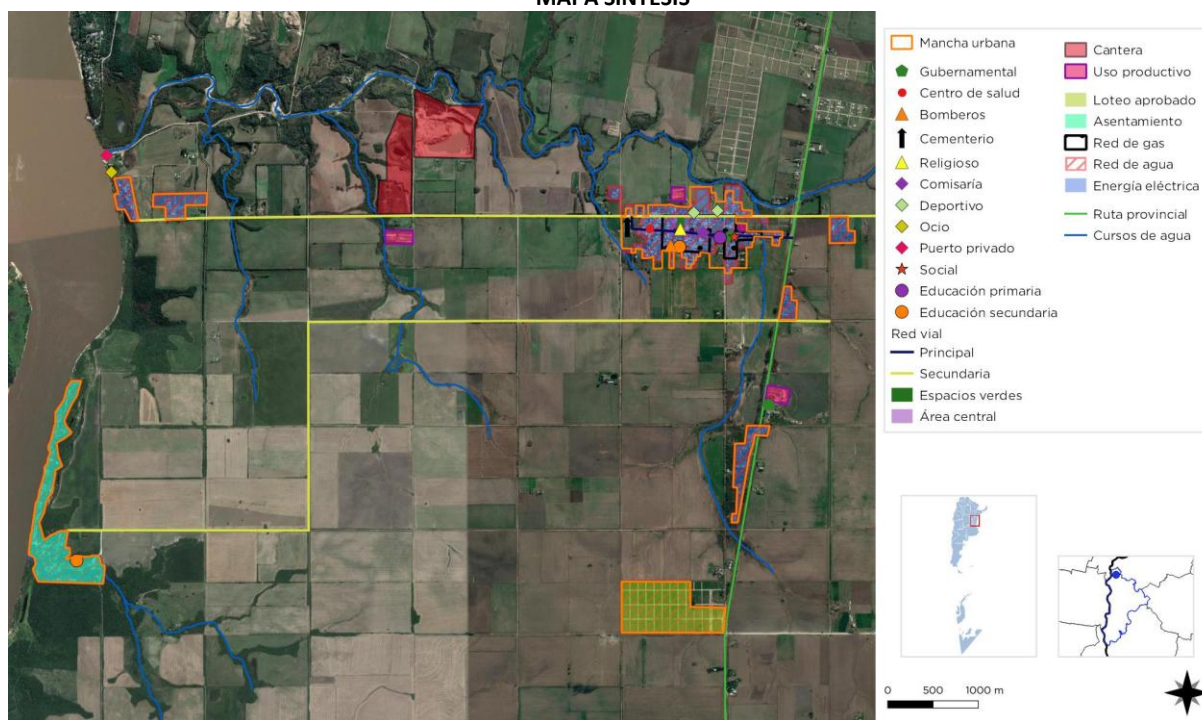 MAPA SÍNTESIS
Mancha urbana
Gubernamental
Centro de salud
Bomberos
Cementerio
Religioso
Comisaría
Deportivo
Ocio
Puerto privado
Social
Educación primaria
Educación secundaria
Red vial
Principal
Secundaria
Espacios verdes
Área central
Cantera
Uso productivo
Loteo aprobado
Asentamiento
Red de gas
Red de agua
Energía eléctrica
Ruta provincial
Cursos de agua
0 500 1000 m